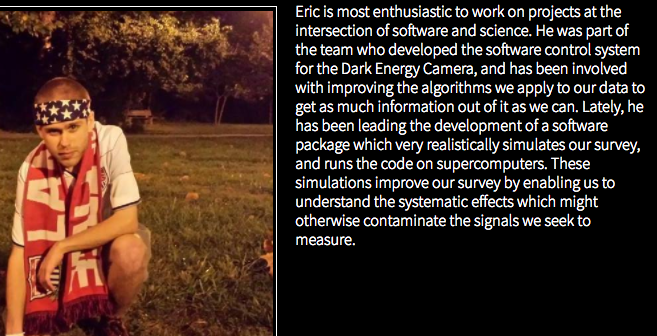 Eric is most enthusiastic to work on projects at the
intersection of software and science. He was part of
the team who developed the software control system
for the Dark Energy Camera, and has been involved
with improving the algorithms we apply to our data to
get as much information out of it as we can. Lately, he
has been leading the development of a software
package which very realistically simulates our survey,
and runs the code on supercomputers. These
simulations improve our survey by enabling us to
understand the systematic effects which might
otherwise contaminate the signals we seek to
measure.